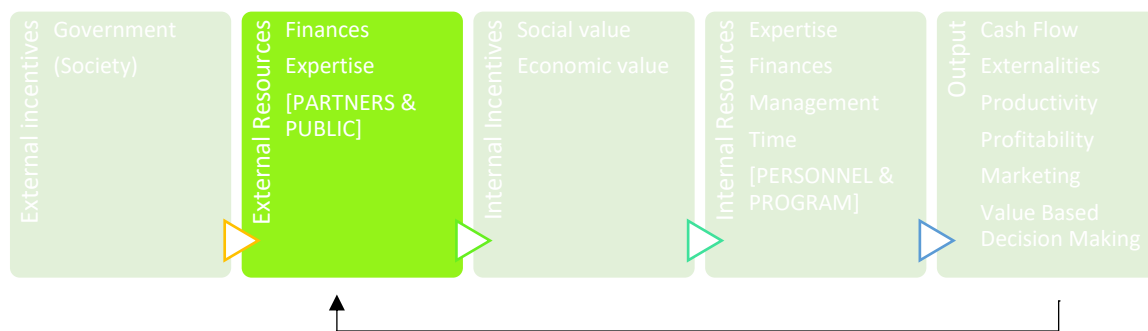 External incentives
Government
(Society)
External Resources
Finances
Expertise
[PARTNERS &
PUBLIC]
Internal Incentives
Social value
Economic value
Internal Resources
Expertise
Finances
Management
Time
[PERSONNEL &
PROGRAM]
Output
Cash Flow
Externalities
Productivity
Profitability
Marketing
Value Based
Decision Making